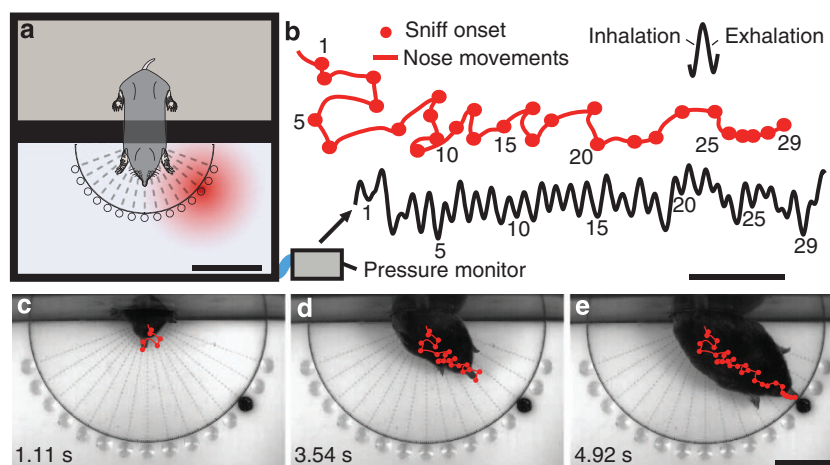 a
b
Sniff onset
Nose movements
Inhalation
Exhalation
1
5
10
15
20
25
29
1
5
10
15
20
25
29
Pressure monitor
c
1.11 s
d
3.54 s
e
4.92 s